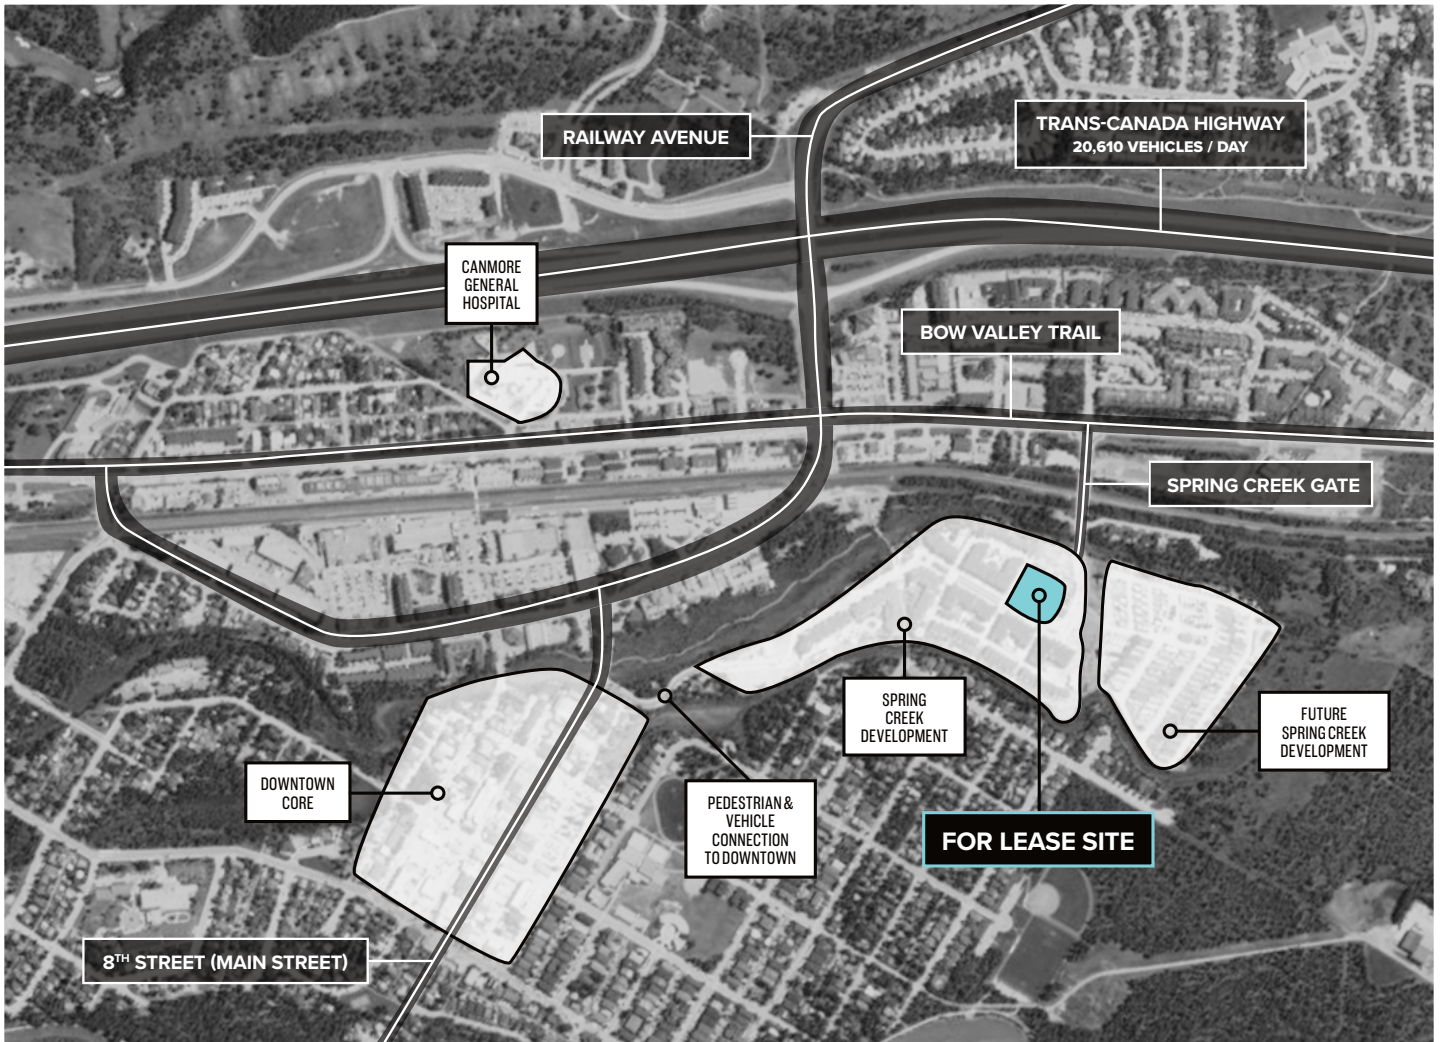 RAILWAY AVENUE
TRANS-CANADA HIGHWAY
20,610 VEHICLES / DAY
CANMORE
GENERAL
HOSPITAL
BOW VALLEY TRAIL
SPRING CREEK GATE
SPRING
CREEK
DEVELOPMENT
FUTURE
SPRING CREEK
DEVELOPMENT
DOWNTOWN
CORE
PEDESTRIAN &
VEHICLE
CONNECTION
TO DOWNTOWN
FOR LEASE SITE
8TH STREET (MAIN STREET)